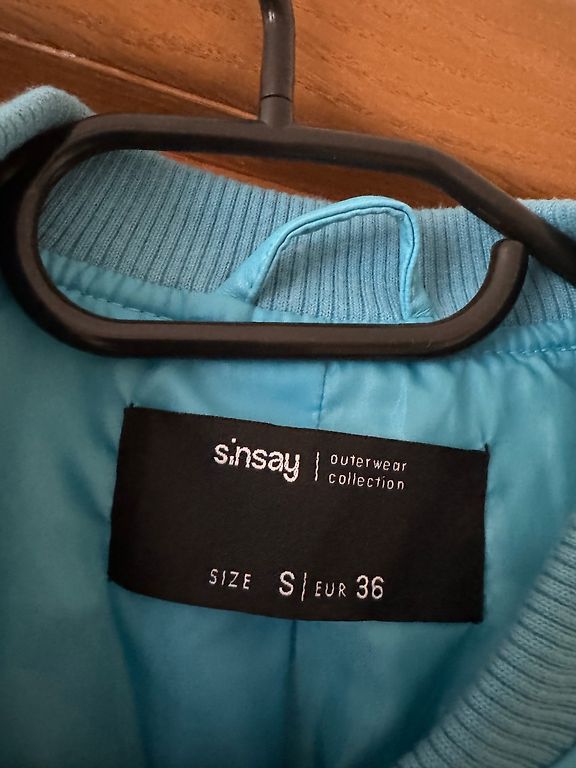 sinsay | outerwear
collection
SIZE S | EUR 36